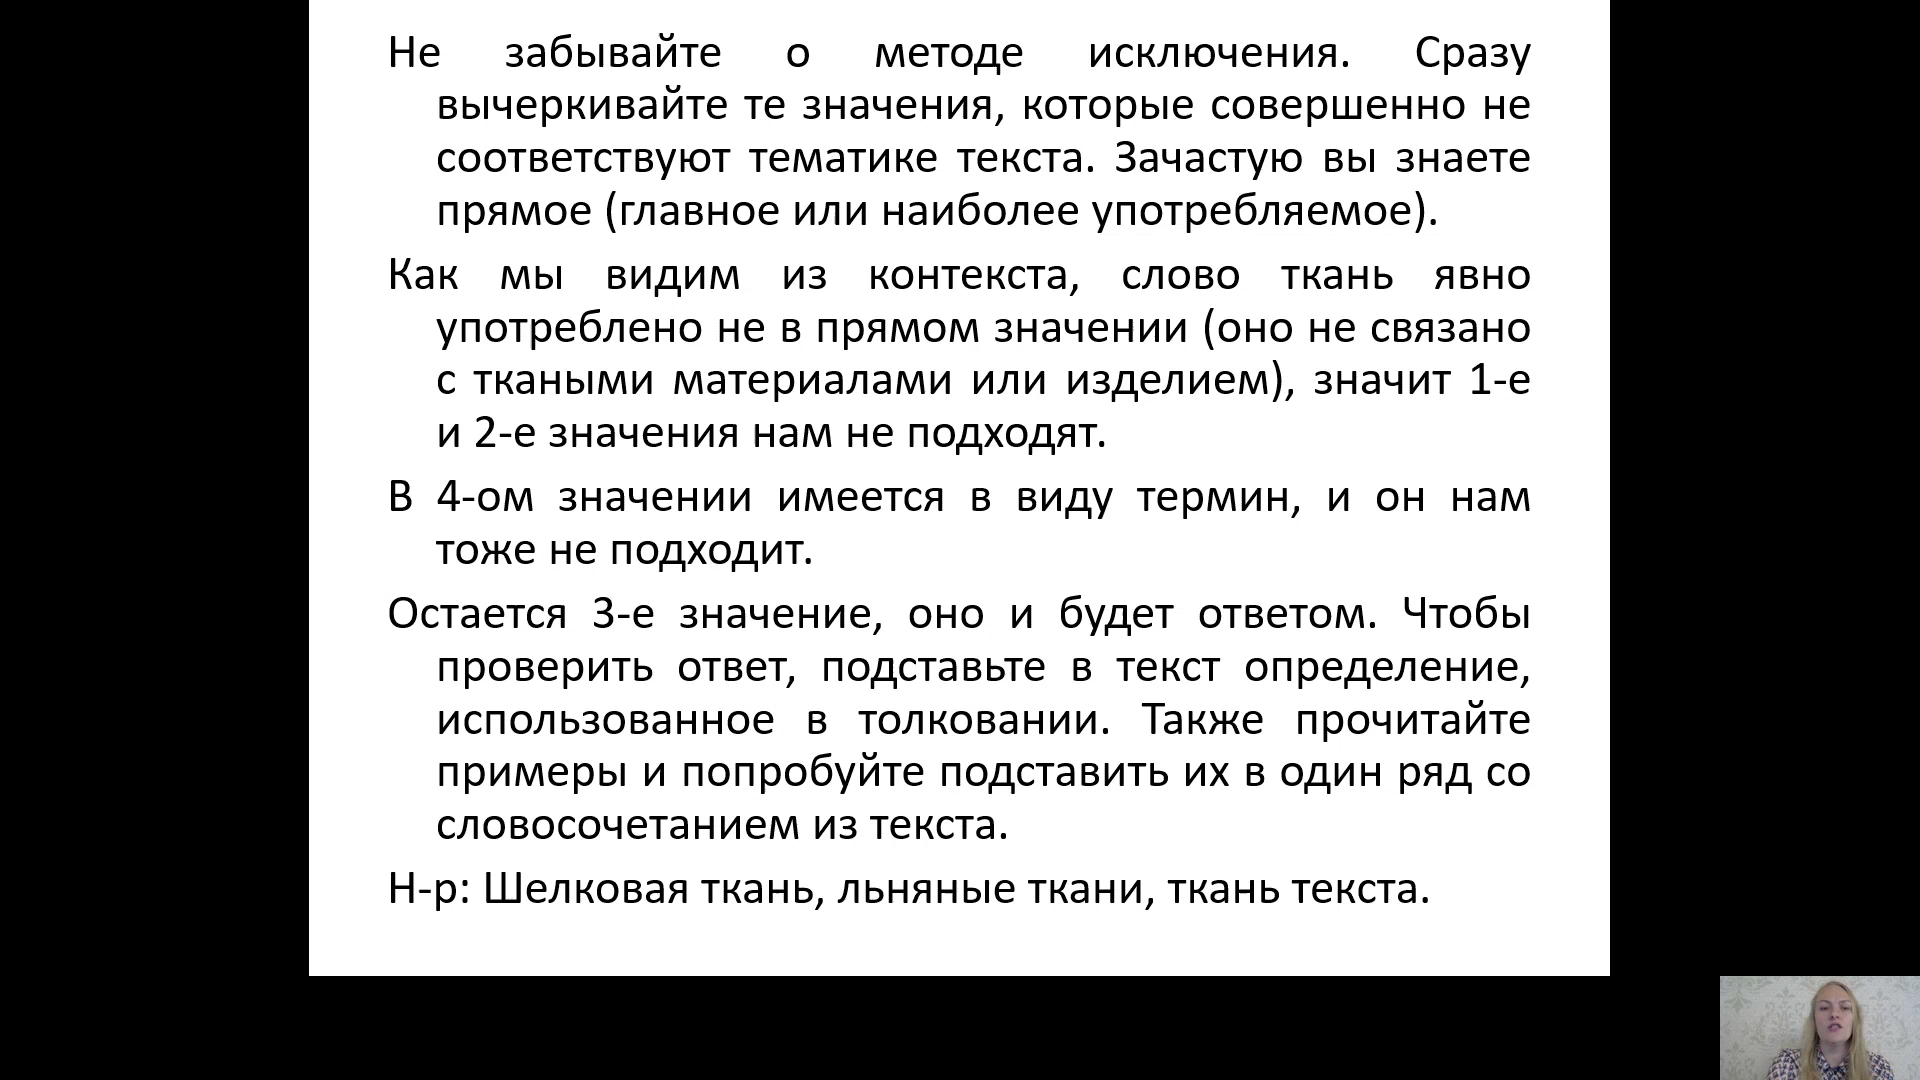 Не забывайте о методе исключения. Сразу
вычеркивайте те значения, которые совершенно не
соответствуют тематике текста. Зачастую вы знаете
прямое (главное или наиболее употребляемое).
Как мы видим из контекста, слово ткань явно
употреблено не в прямом значении (оно не связано
с ткаными материалами или изделием), значит 1-е
и 2-е значения нам не подходят.
В 4-ом значении имеется в виду термин, и он нам
тоже не подходит.
Остается 3-е значение, оно и будет ответом. Чтобы
проверить ответ, подставьте в текст определение,
использованное в толковании. Также прочитайте
примеры и попробуйте подставить их в один ряд со
словосочетанием из текста.
Н-р: Шелковая ткань, льняные ткани, ткань текста.